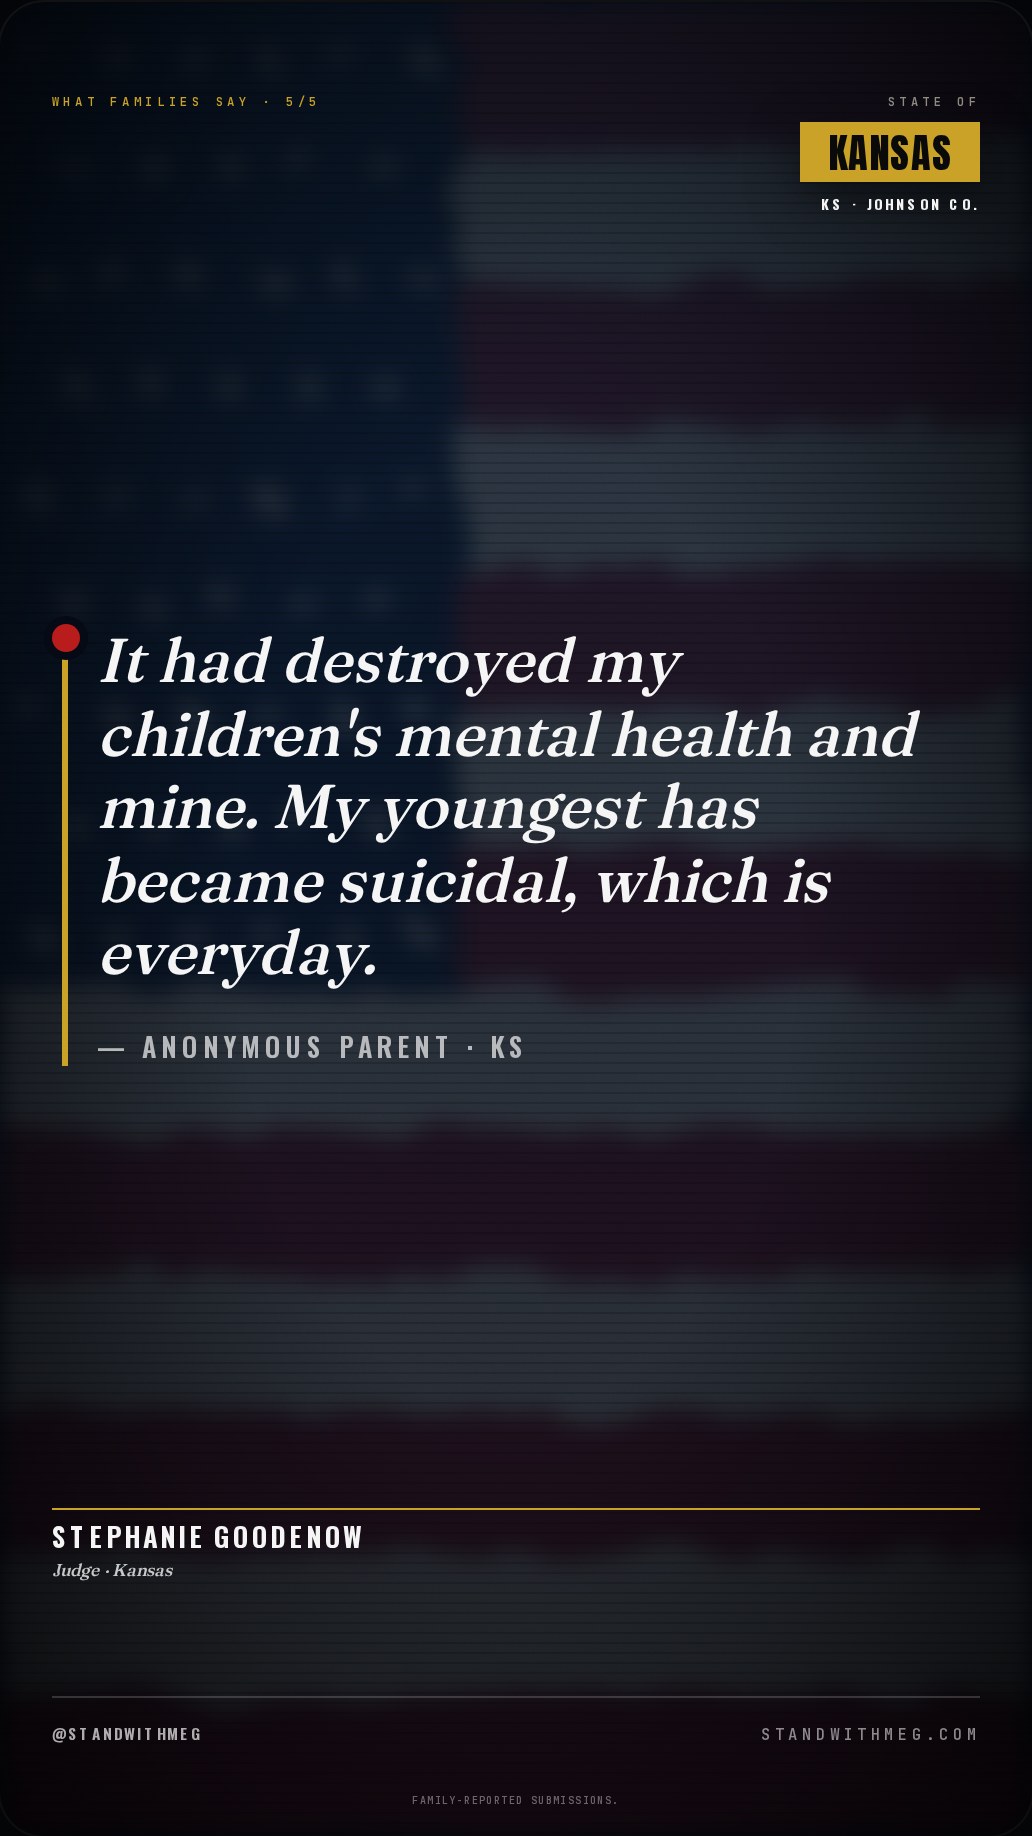 WHAT FAMILIES SAY · 5/5
STATE OF
KANSAS
KS · JOHNSON CO.
It had destroyed my
children's mental health and
mine. My youngest has
became suicidal, which is
everyday.
— ANONYMOUS PARENT · KS
STEPHANIE GOODENOW
Judge · Kansas
@STANDWITHMEG
STANDWITHMEG.COM
FAMILY-REPORTED SUBMISSIONS.